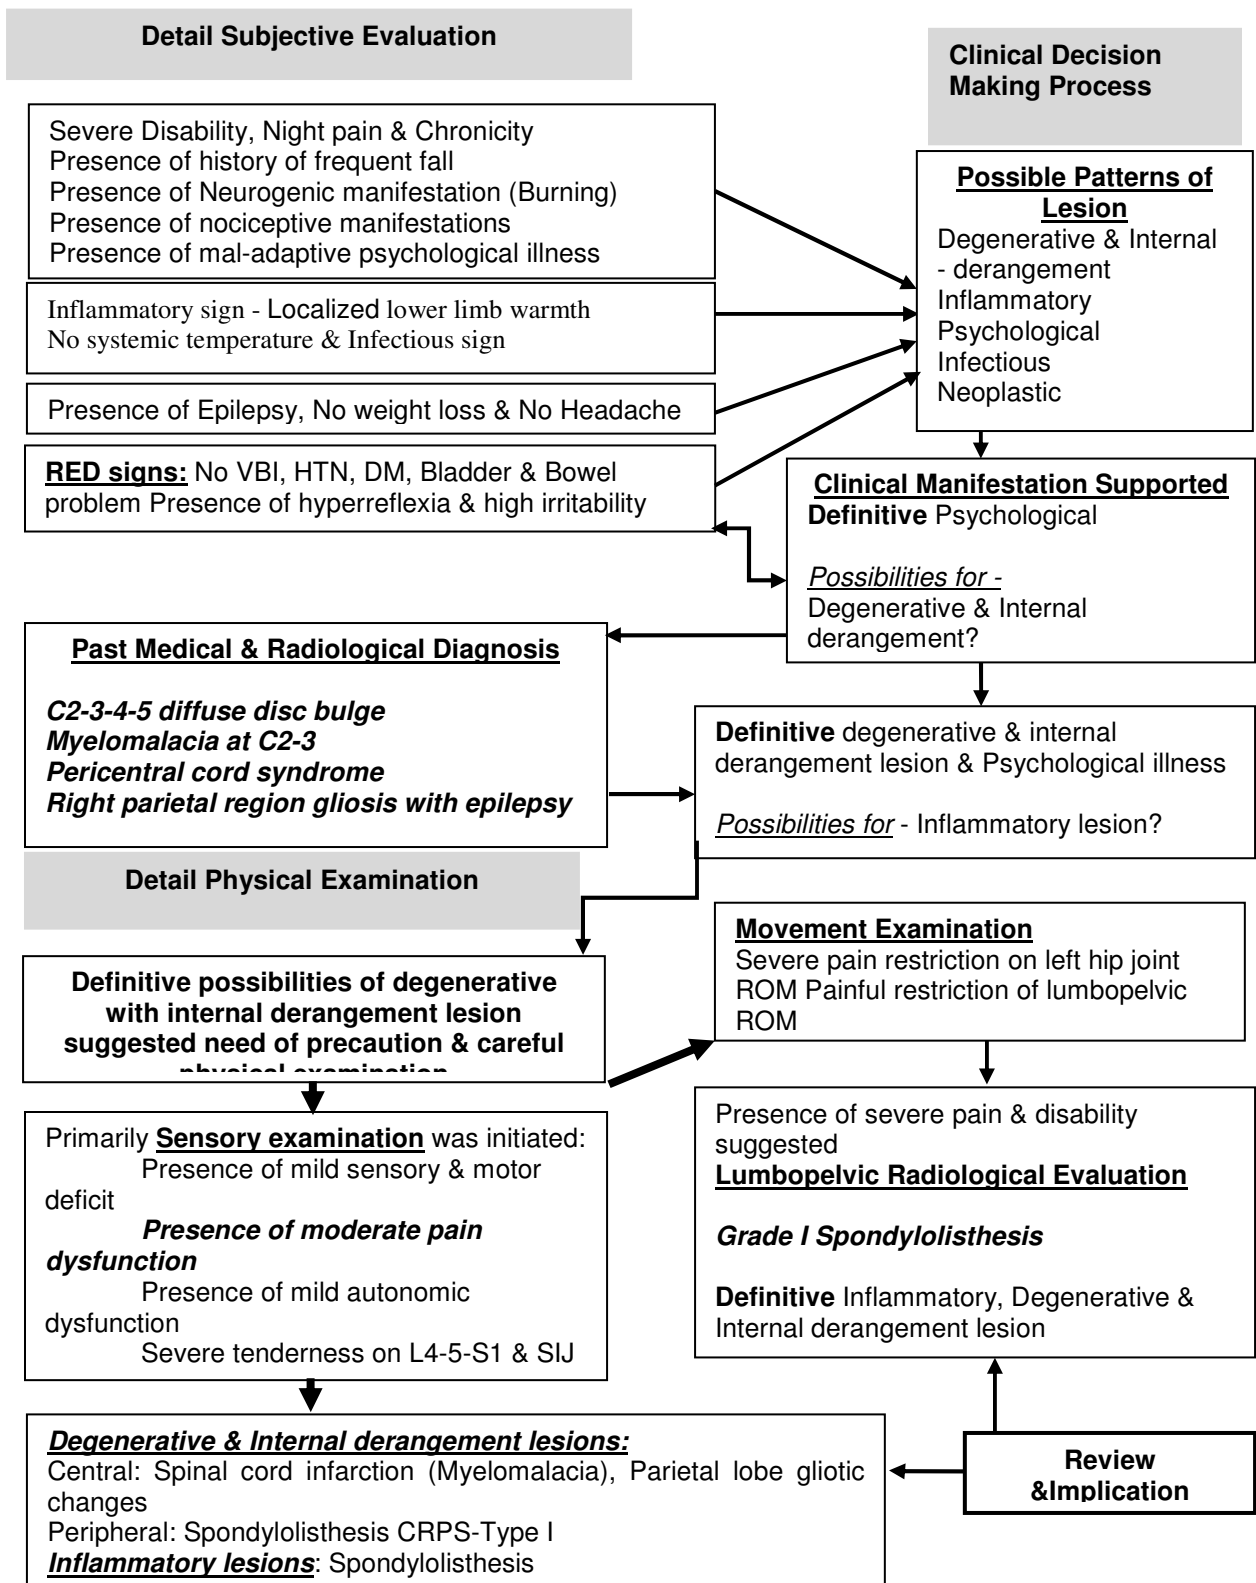 Detail Subjective Evaluation
Clinical Decision
Making Process
Severe Disability, Night pain & Chronicity
Presence of history of frequent fall
Presence of Neurogenic manifestation (Burning)
Presence of nociceptive manifestations
Presence of mal-adaptive psychological illness
Possible Patterns of
Lesion
Degenerative & Internal
- derangement
Inflammatory
Psychological
Infectious
Neoplastic
Inflammatory sign - Localized lower limb warmth
No systemic temperature & Infectious sign
Presence of Epilepsy, No weight loss & No Headache
RED signs: No VBI, HTN, DM, Bladder & Bowel
problem Presence of hyperreflexia & high irritability
Clinical Manifestation Supported
Definitive Psychological
Possibilities for -
Degenerative & Internal
derangement?
Past Medical & Radiological Diagnosis
C2-3-4-5 diffuse disc bulge
Myelomalacia at C2-3
Pericentral cord syndrome
Right parietal region gliosis with epilepsy
Definitive degenerative & internal
derangement lesion & Psychological illness
Possibilities for - Inflammatory lesion?
Detail Physical Examination
Definitive possibilities of degenerative
with internal derangement lesion
suggested need of precaution & careful
physical examination
Movement Examination
Severe pain restriction on left hip joint
ROM Painful restriction of lumbopelvic
ROM
Primarily Sensory examination was initiated:
Presence of mild sensory & motor
deficit
Presence of moderate pain
dysfunction
Presence of mild autonomic
dysfunction
Severe tenderness on L4-5-S1 & SIJ
Presence of severe pain & disability
suggested
Lumbopelvic Radiological Evaluation
Grade I Spondylolisthesis
Definitive Inflammatory, Degenerative &
Internal derangement lesion
Degenerative & Internal derangement lesions:
Central: Spinal cord infarction (Myelomalacia), Parietal lobe gliotic
changes
Peripheral: Spondylolisthesis CRPS-Type I
Inflammatory lesions: Spondylolisthesis
Review
&Implication